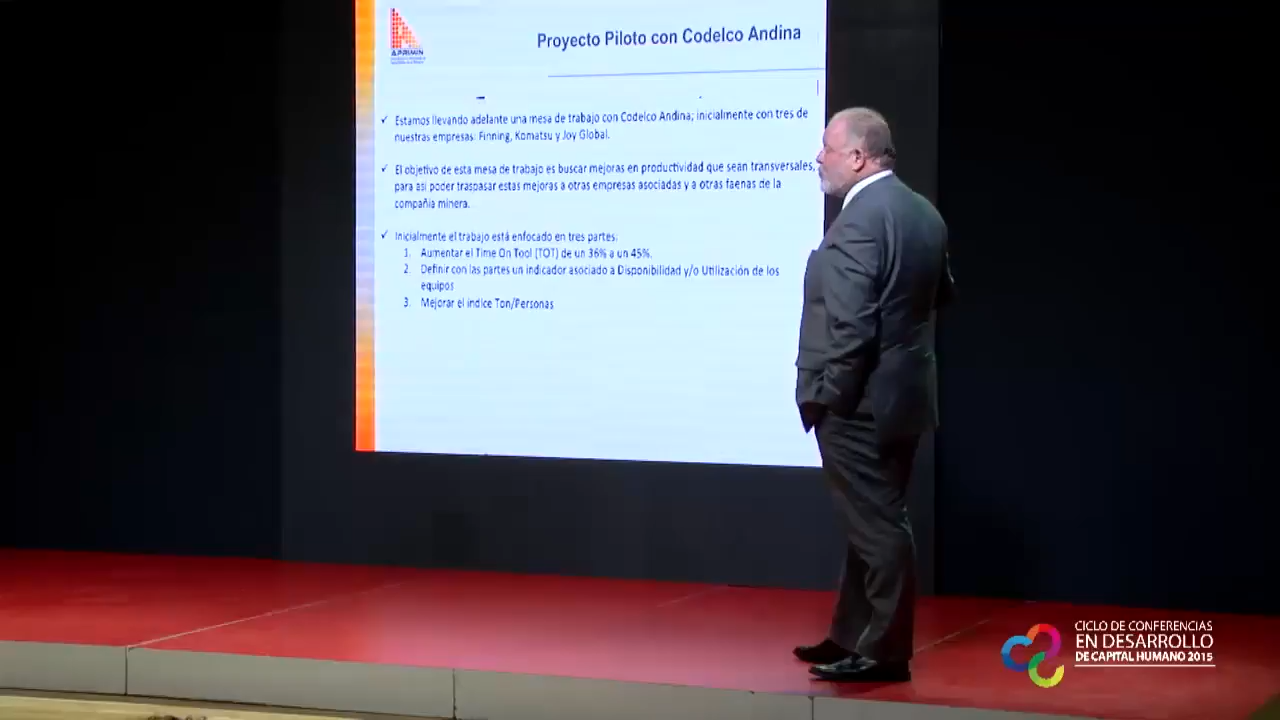 APRIMIN
Proyecto Piloto con Codelco Andina
✓ Estamos llevando adelante una mesa de trabajo con Codelco Andina; inicialmente con tres de
nuestras empresas: Finning, Komatsu y Joy Global.
✓ El objetivo de esta mesa de trabajo es buscar mejoras en productividad que sean transversales,
para así poder traspasar estas mejoras a otras empresas asociadas y a otras faenas de la
compañía minera.
✓ Inicialmente el trabajo está enfocado en tres partes:
1. Aumentar el Time On Tool (TOT) de un 36% a un 45%.
2. Definir con las partes un indicador asociado a Disponibilidad y/o Utilización de los
equipos
3. Mejorar el índice Ton/Personas
CICLO DE CONFERENCIAS
EN DESARROLLO
DE CAPITAL HUMANO 2015